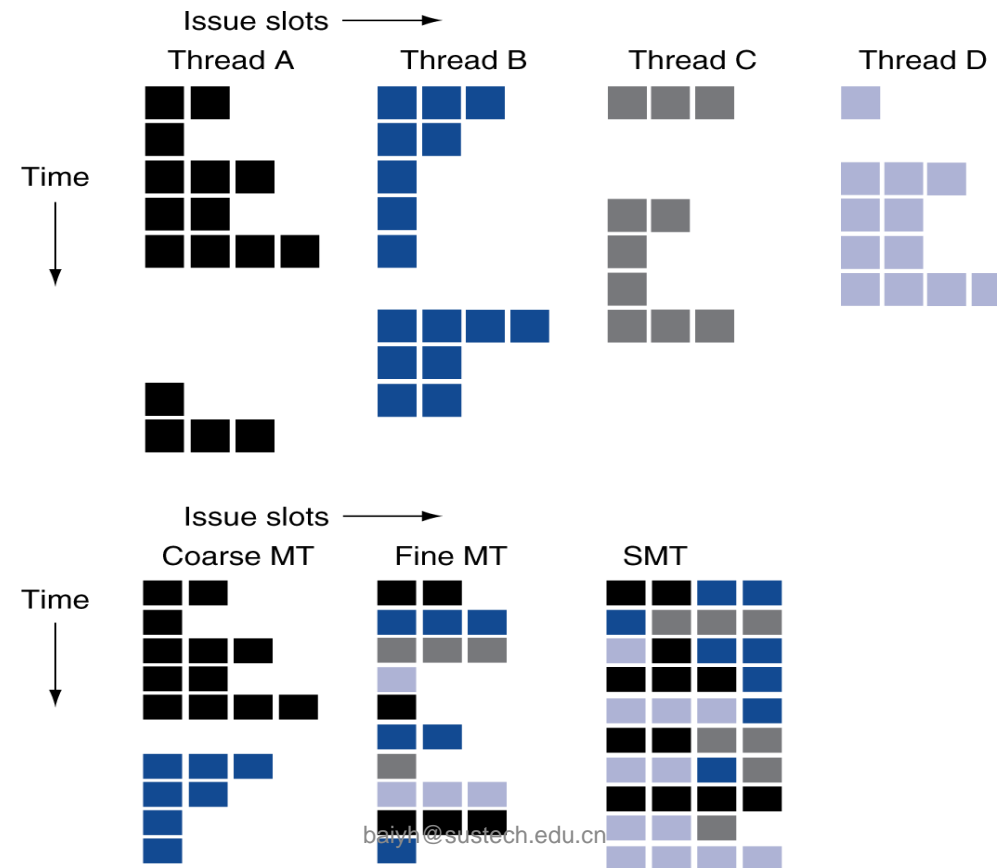 Issue slots
Thread A Thread B Thread C Thread D
Time
Issue slots
Coarse MT Fine MT SMT
Time
baiyh@sustech.edu.cn